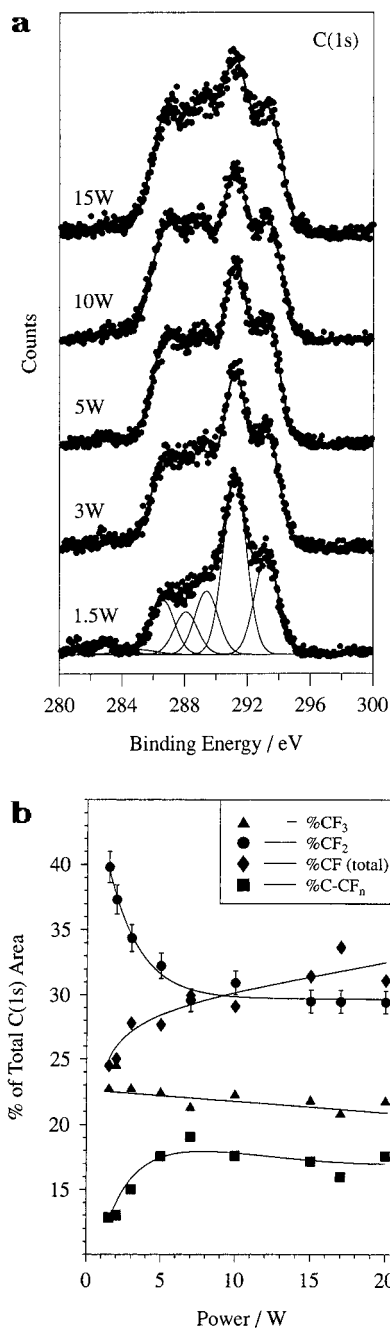 a
C(1s)
15W
10W
5W
3W
1.5W
Counts
280 284 288 292 296 300
Binding Energy / eV
b
%CF₃
%CF₂
%CF (total)
%C-CFₙ
40
35
30
25
20
15
% of Total C(1s) Area
0 5 10 15 20
Power / W